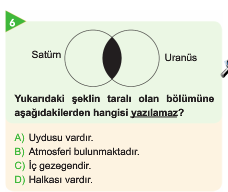 6
Satürn
Uranüs
Yukarıdaki şeklin taralı olan bölümüne
aşağıdakilerden hangisi yazılamaz?
A) Uydusu vardır.
B) Atmosferi bulunmaktadır.
C) İç gezegendir.
D) Halkası vardır.